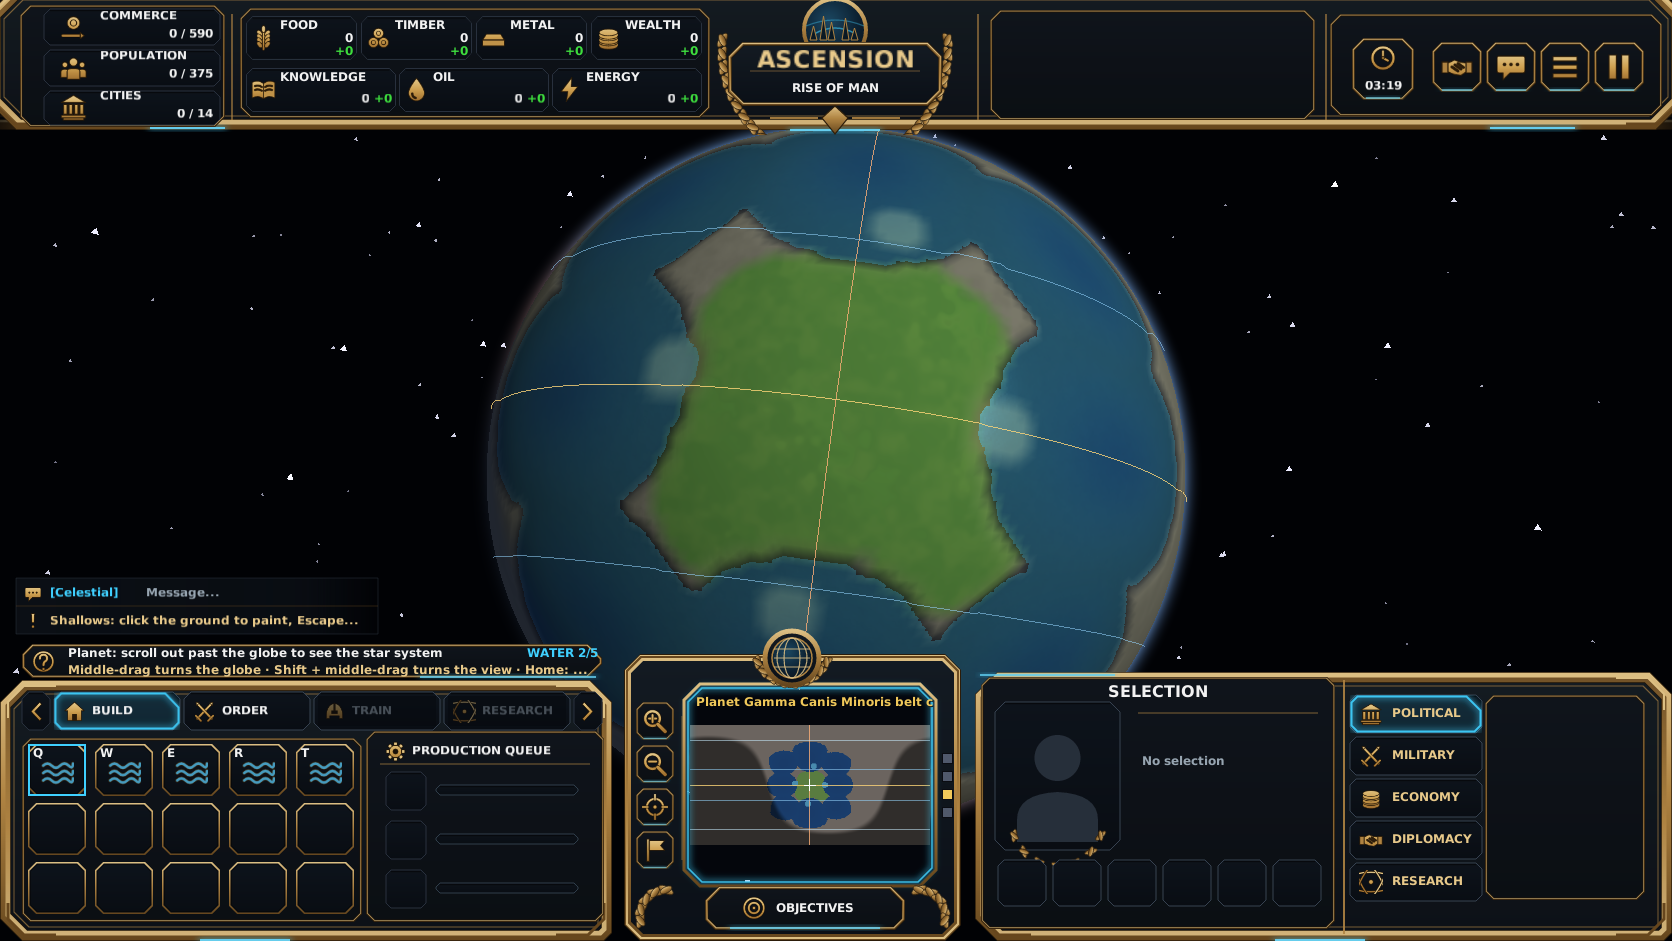 COMMERCE
0 / 590
POPULATION
0 / 375
CITIES
0 / 14
FOOD
0
+0
TIMBER
0
+0
METAL
0
+0
WEALTH
0
+0
KNOWLEDGE
0 +0
OIL
0 +0
ENERGY
0 +0
ASCENSION
RISE OF MAN
03:19
[Celestial] Message...
! Shallows: click the ground to paint, Escape...
Planet: scroll out past the globe to see the star system WATER 2/5
Middle-drag turns the globe · Shift + middle-drag turns the view · Home: ...
BUILD
ORDER
TRAIN
RESEARCH
Q
W
E
R
T
PRODUCTION QUEUE
Planet Gamma Canis Minoris belt c
OBJECTIVES
SELECTION
No selection
POLITICAL
MILITARY
ECONOMY
DIPLOMACY
RESEARCH